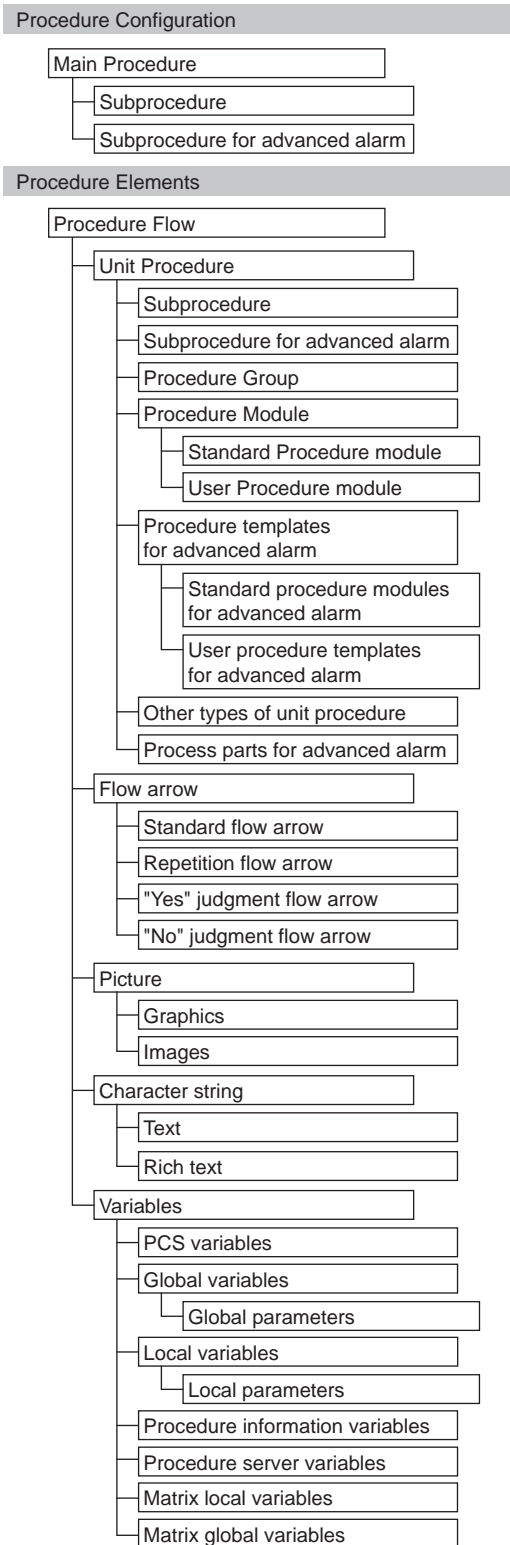 Procedure Configuration
Main Procedure
Subprocedure
Subprocedure for advanced alarm
Procedure Elements
Procedure Flow
Unit Procedure
Subprocedure
Subprocedure for advanced alarm
Procedure Group
Procedure Module
Standard Procedure module
User Procedure module
Procedure templates
for advanced alarm
Standard procedure modules
for advanced alarm
User procedure templates
for advanced alarm
Other types of unit procedure
Process parts for advanced alarm
Flow arrow
Standard flow arrow
Repetition flow arrow
"Yes" judgment flow arrow
"No" judgment flow arrow
Picture
Graphics
Images
Character string
Text
Rich text
Variables
PCS variables
Global variables
Global parameters
Local variables
Local parameters
Procedure information variables
Procedure server variables
Matrix local variables
Matrix global variables